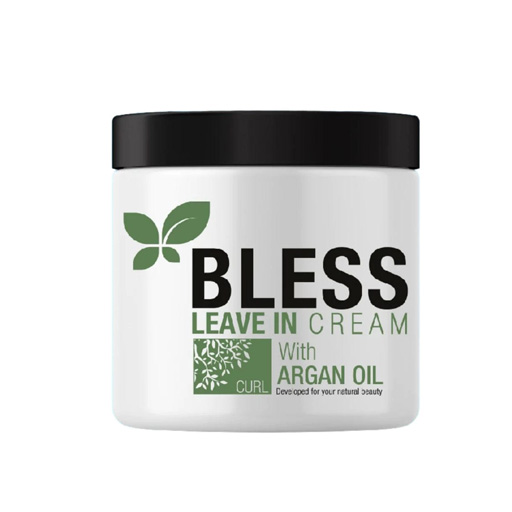 BLESS
LEAVE IN CREAM
With
ARGAN OIL
CURL
Developed for your natural beauty